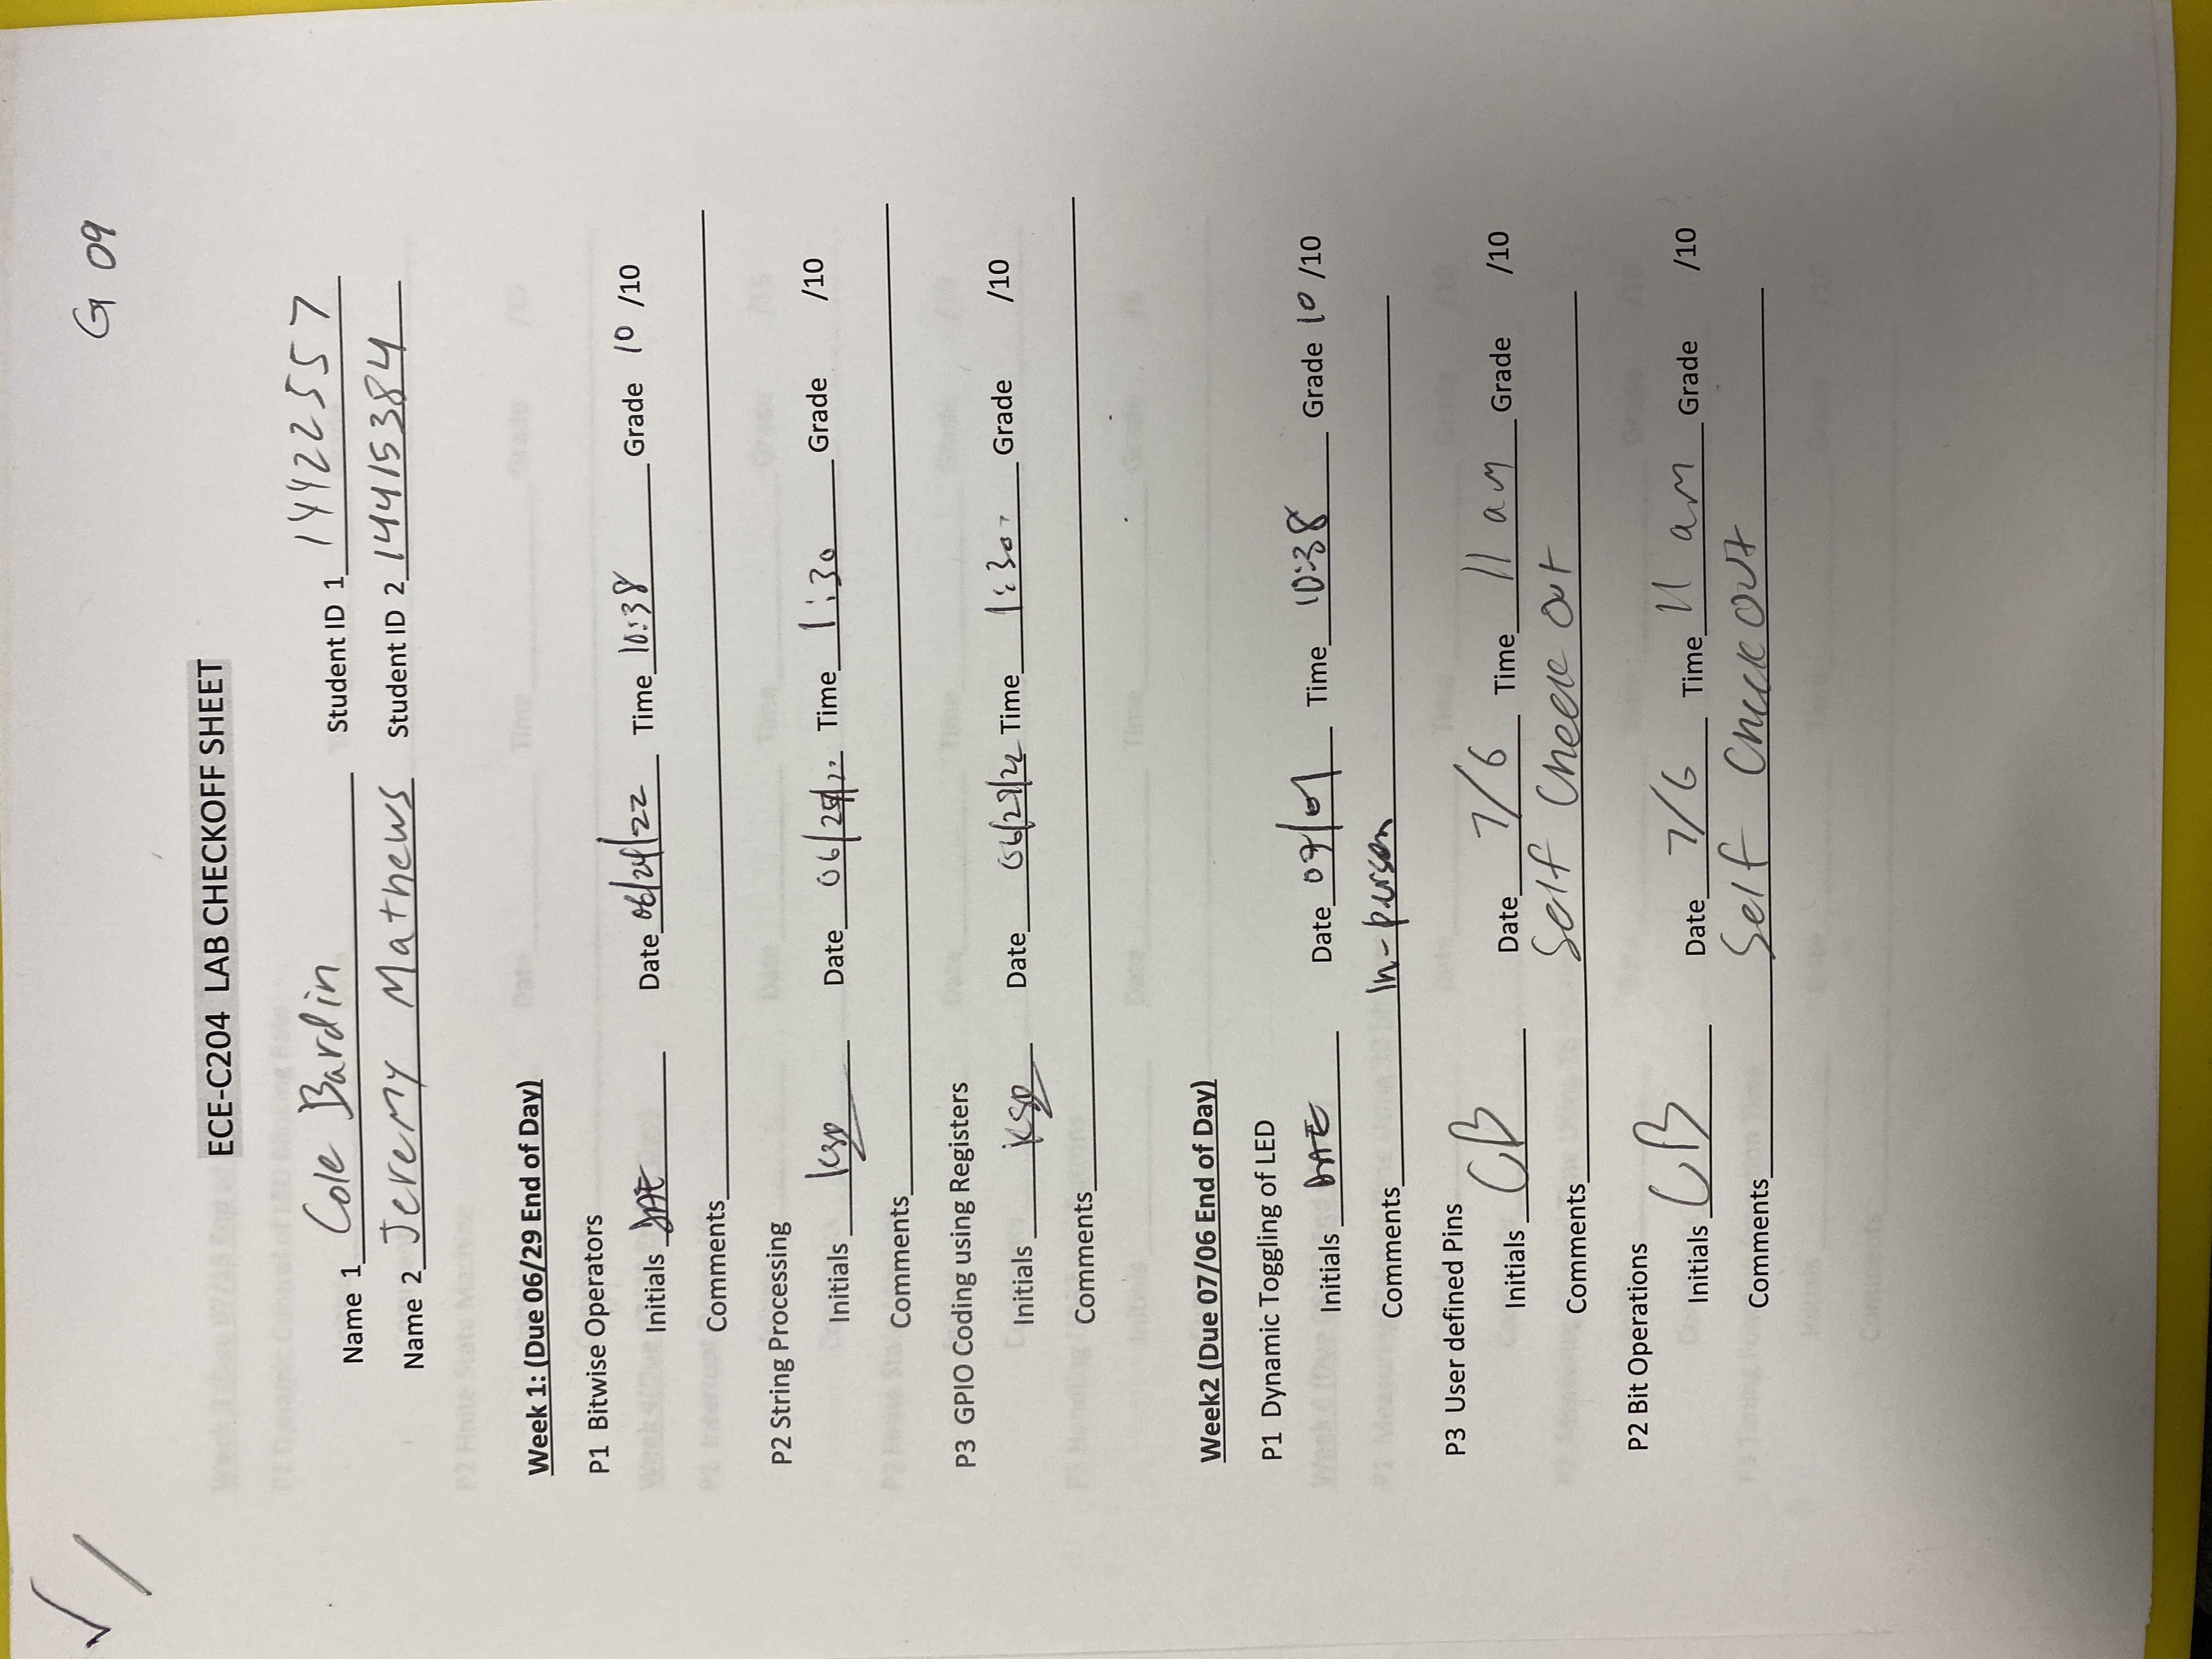 G 09
ECE-C204 LAB CHECKOFF SHEET
Name 1 Cole Bardin Student ID 1 14422557
Name 2 Jeremy Mathews Student ID 2 14415384
Week 1: (Due 06/29 End of Day)
P1 Bitwise Operators
Initials DAE Date 06/24/22 Time 10:38 Grade 10 /10
Comments
P2 String Processing
Initials KSP Date Time 1:30 Grade /10
Comments
P3 GPIO Coding using Registers
Initials KSP Date 06/27/22 Time 1:30 Grade /10
Comments
Week2 (Due 07/06 End of Day)
P1 Dynamic Toggling of LED
Initials DAE Date 07/01 Time 10:38 Grade 10 /10
Comments In-person
P3 User defined Pins
Initials CB Date 7/6 Time 11 am Grade /10
Comments Self Check Out
P2 Bit Operations
Initials CB Date 7/6 Time 11 am Grade /10
Comments Self Check Out